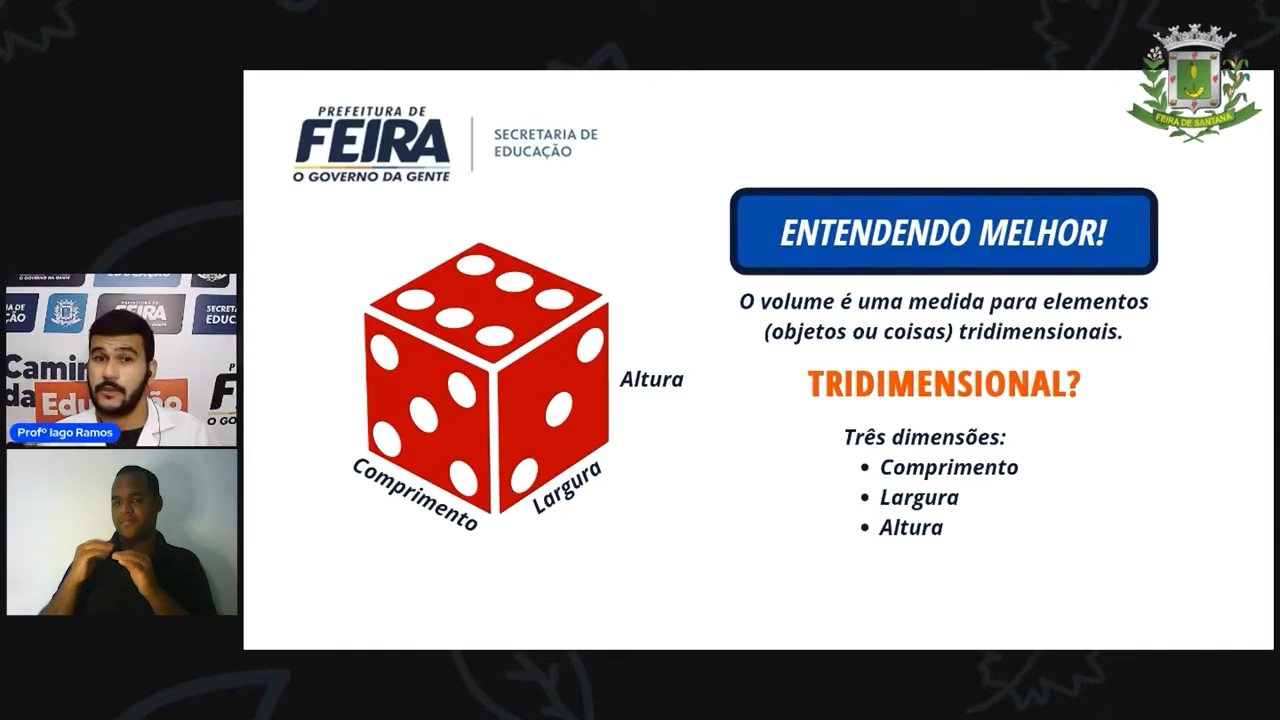 FEIRA DE SANTANA
PREFEITURA DE
FEIRA
O GOVERNO DA GENTE
SECRETARIA DE
EDUCAÇÃO
ENTENDENDO MELHOR!
O volume é uma medida para elementos
(objetos ou coisas) tridimensionais.
TRIDIMENSIONAL?
Três dimensões:
• Comprimento
• Largura
• Altura
Altura
Comprimento
Largura
Profº Iago Ramos